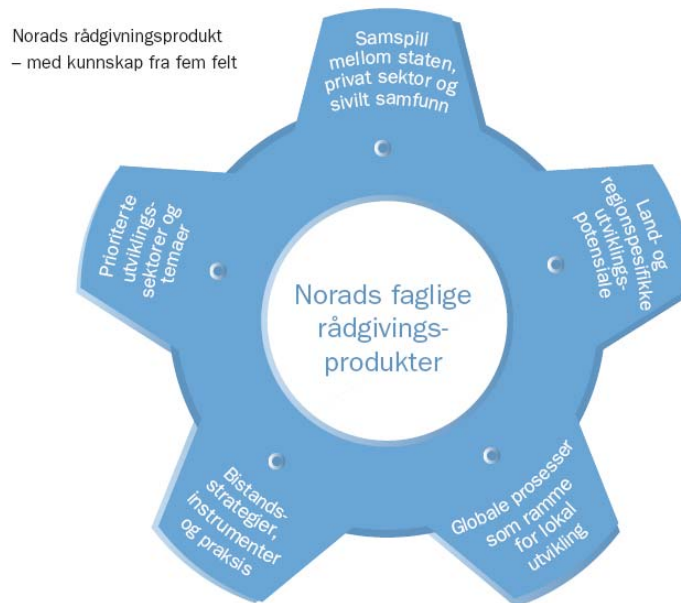 Norads rådgivningsprodukt
– med kunnskap fra fem felt
Samspill
mellom staten,
privat sektor og
sivilt samfunn
Land- og
regionspesifikke
utviklings-
potensiale
Globale prosesser
som ramme
for lokal
utvikling
Bistands-
strategier,
instrumenter
og praksis
Prioriterte
utviklings-
sektorer og
temaer
Norads faglige
rådgivings-
produkter